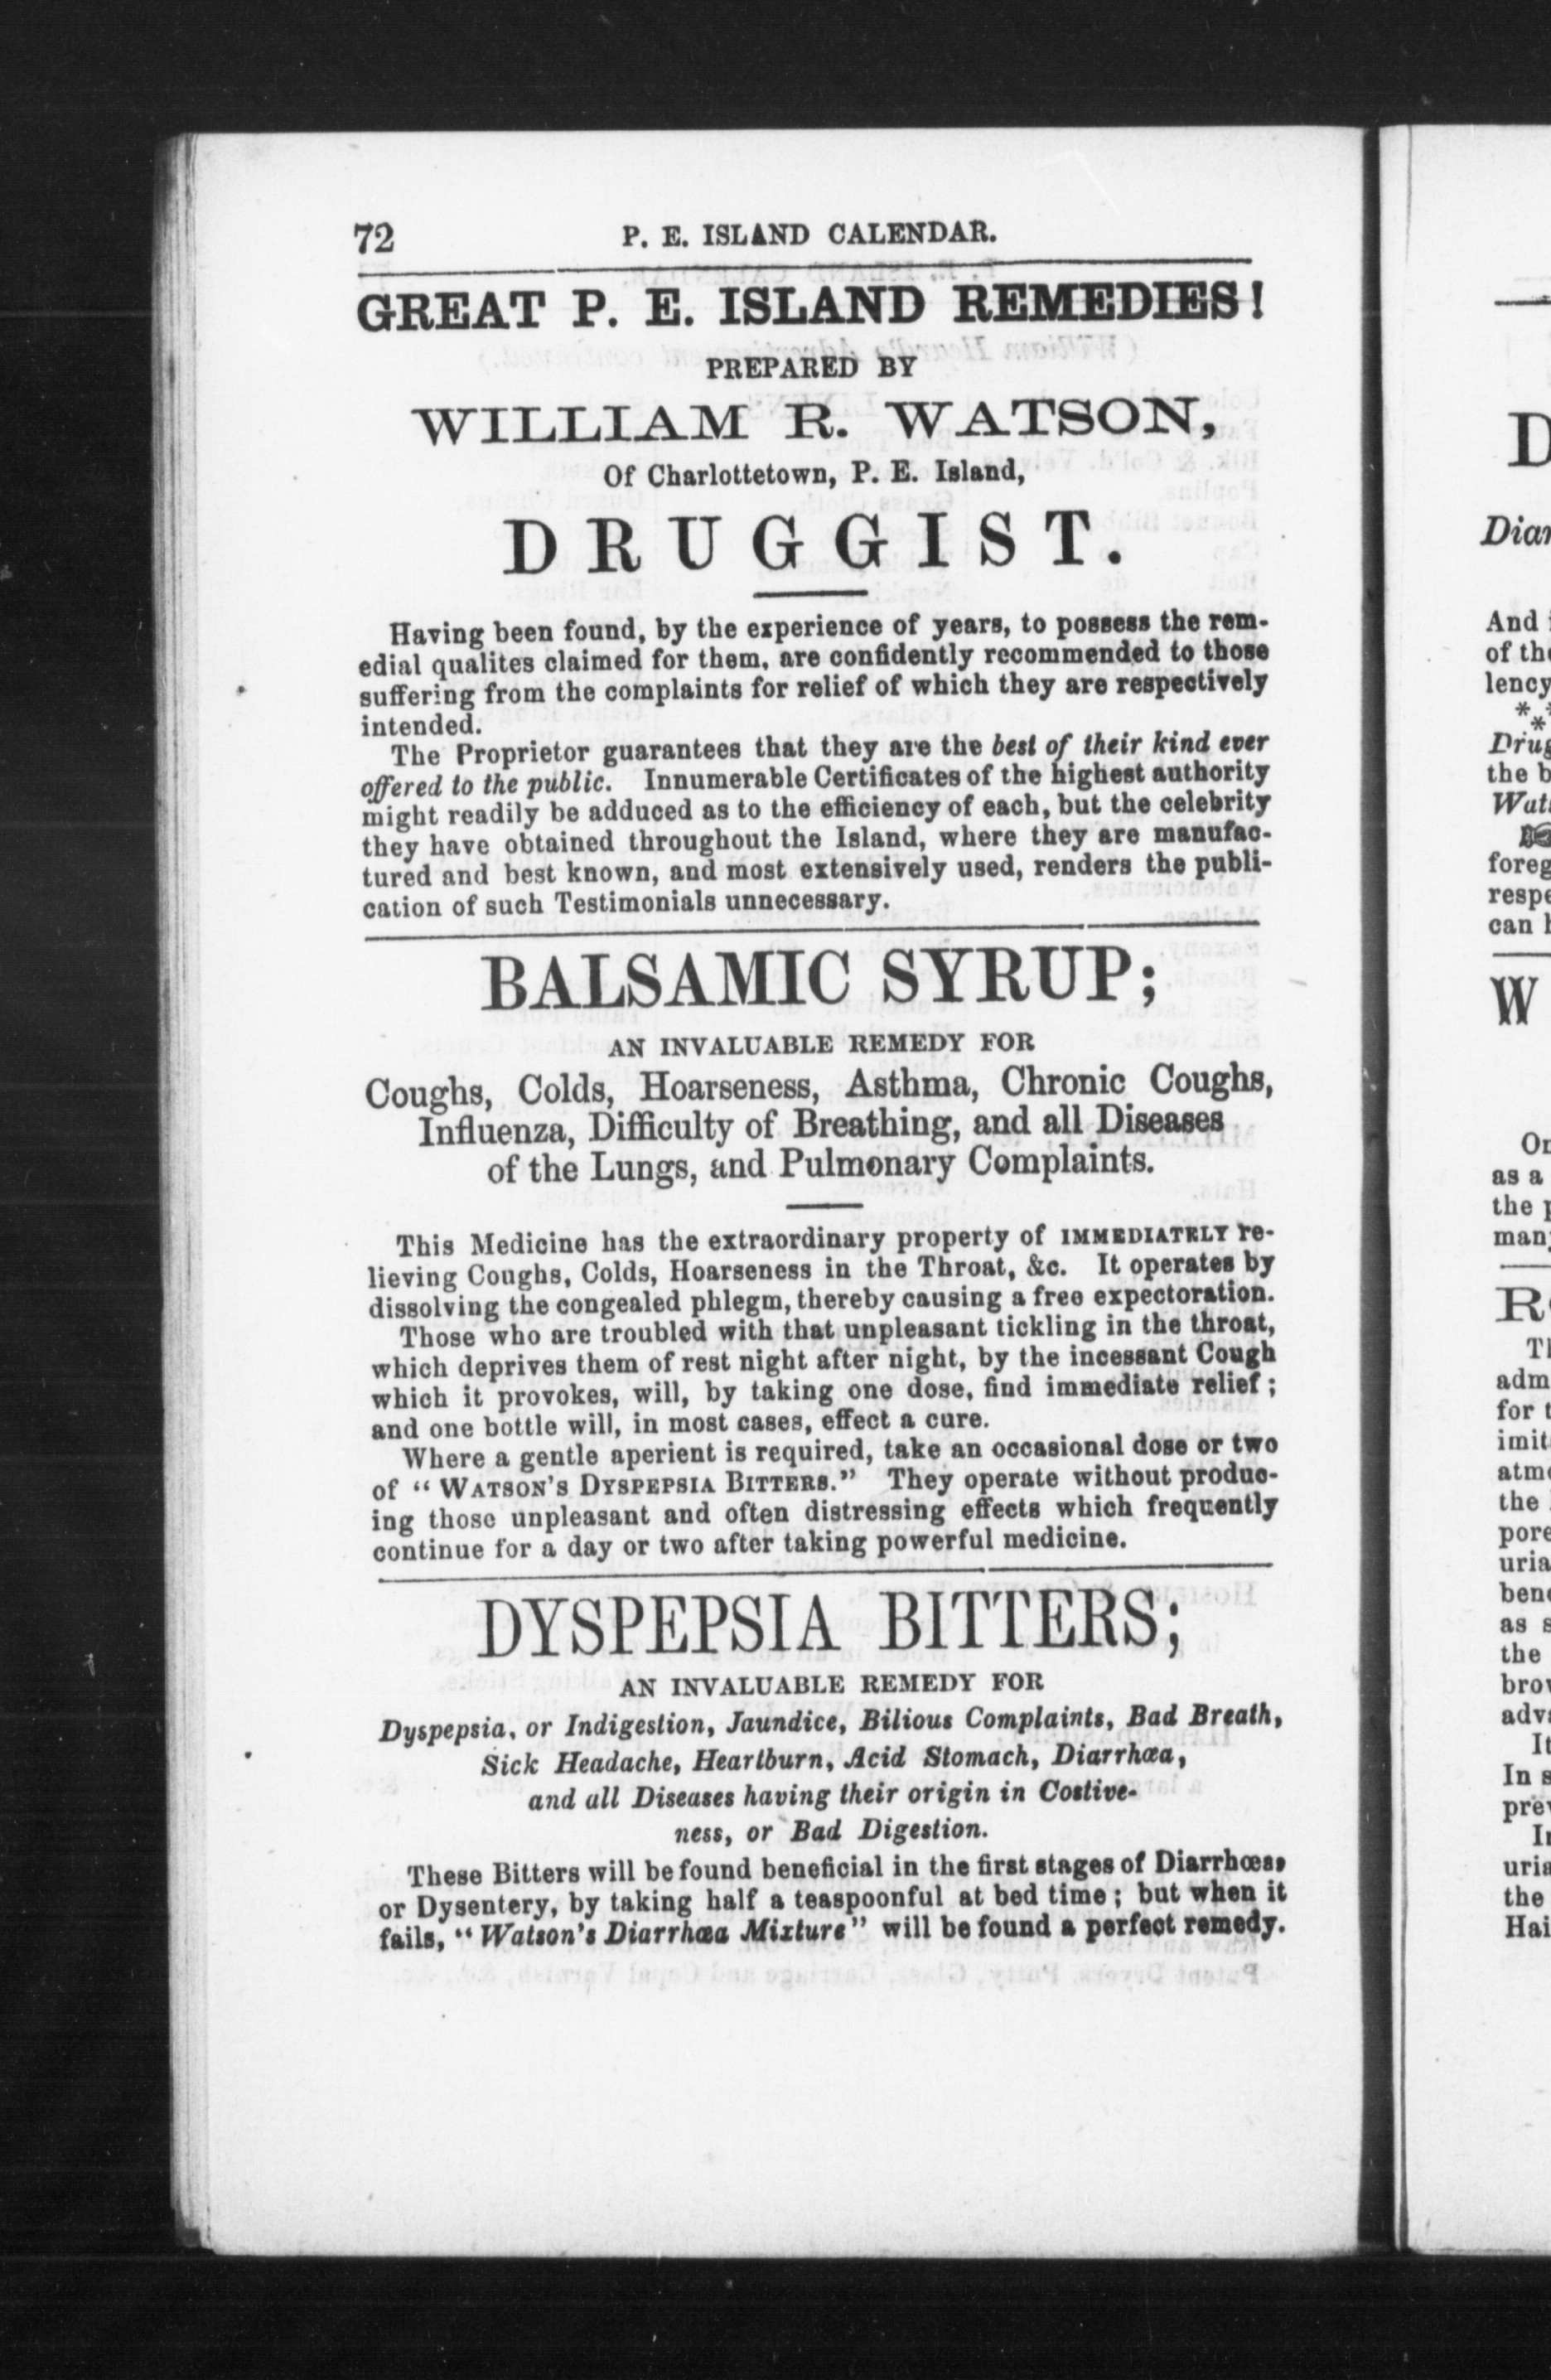 72 P. E. ISLAND CALENDAR.
GREAT P. E. ISLAND REMEDIES!
PREPARED BY
WILLIAM R. WATSON,
Of Charlottetown, P. E. Island,
DRUGGIST.
Having been found, by the experience of years, to possess the rem-
edial qualites claimed for them, are confidently recommended to those
suffering from the complaints for relief of which they are respectively
intended.
The Proprietor guarantees that they are the best of their kind ever
offered to the public. Innumerable Certificates of the highest authority
might readily be adduced as to the efficiency of each, but the celebrity
they have obtained throughout the Island, where they are manufac-
tured and best known, and most extensively used, renders the publi-
cation of such Testimonials unnecessary.
BALSAMIC SYRUP;
AN INVALUABLE REMEDY FOR
Coughs, Colds, Hoarseness, Asthma, Chronic Coughs,
Influenza, Difficulty of Breathing, and all Diseases
of the Lungs, and Pulmonary Complaints.
This Medicine has the extraordinary property of IMMEDIATELY re-
lieving Coughs, Colds, Hoarseness in the Throat, &c. It operates by
dissolving the congealed phlegm, thereby causing a free expectoration.
Those who are troubled with that unpleasant tickling in the throat,
which deprives them of rest night after night, by the incessant Cough
which it provokes, will, by taking one dose, find immediate relief;
and one bottle will, in most cases, effect a cure.
Where a gentle aperient is required, take an occasional dose or two
of "WATSON'S DYSPEPSIA BITTERS." They operate without produc-
ing those unpleasant and often distressing effects which frequently
continue for a day or two after taking powerful medicine.
DYSPEPSIA BITTERS;
AN INVALUABLE REMEDY FOR
Dyspepsia, or Indigestion, Jaundice, Bilious Complaints, Bad Breath,
Sick Headache, Heartburn, Acid Stomach, Diarrhœa,
and all Diseases having their origin in Costive-
ness, or Bad Digestion.
These Bitters will be found beneficial in the first stages of Diarrhœa,
or Dysentery, by taking half a teaspoonful at bed time; but when it
fails, "Watson's Diarrhœa Mixture" will be found a perfect remedy.